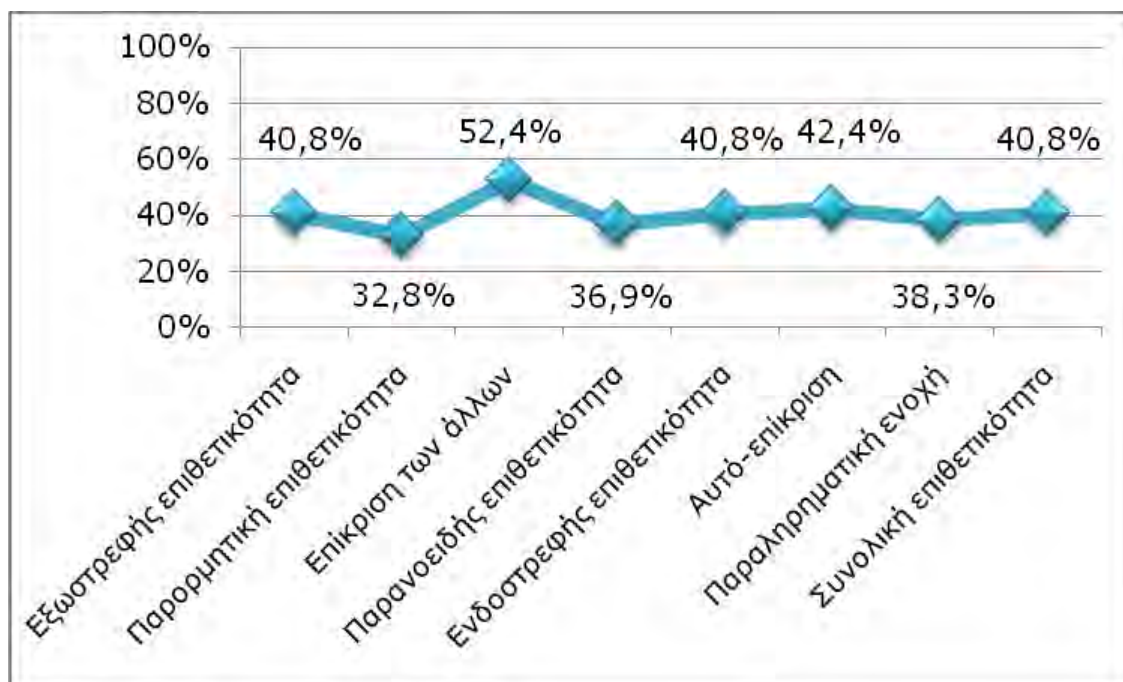 100%
80%
60%
40%
20%
0%
40,8%
32,8%
52,4%
36,9%
40,8%
42,4%
38,3%
40,8%
Εξωστρεφής επιθετικότητα
Παρορμητική επιθετικότητα
Επίκριση των άλλων
Παρανοειδής επιθετικότητα
Ενδοστρεφής επιθετικότητα
Αυτό-επίκριση
Παραληρηματική ενοχή
Συνολική επιθετικότητα